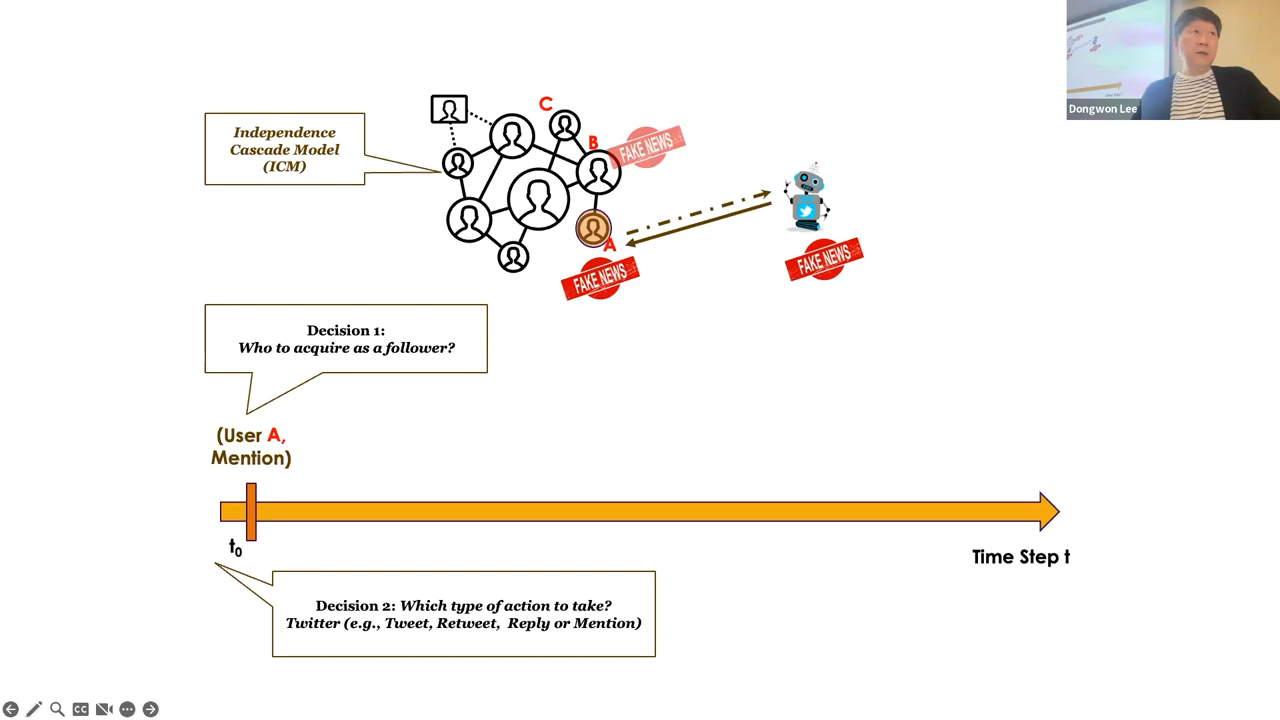 Dongwon Lee
Independence
Cascade Model
(ICM)
C
B
FAKE NEWS
A
FAKE NEWS
FAKE NEWS
Decision 1:
Who to acquire as a follower?
(User A,
Mention)
t0
Time Step t
Decision 2: Which type of action to take?
Twitter (e.g., Tweet, Retweet, Reply or Mention)
CC